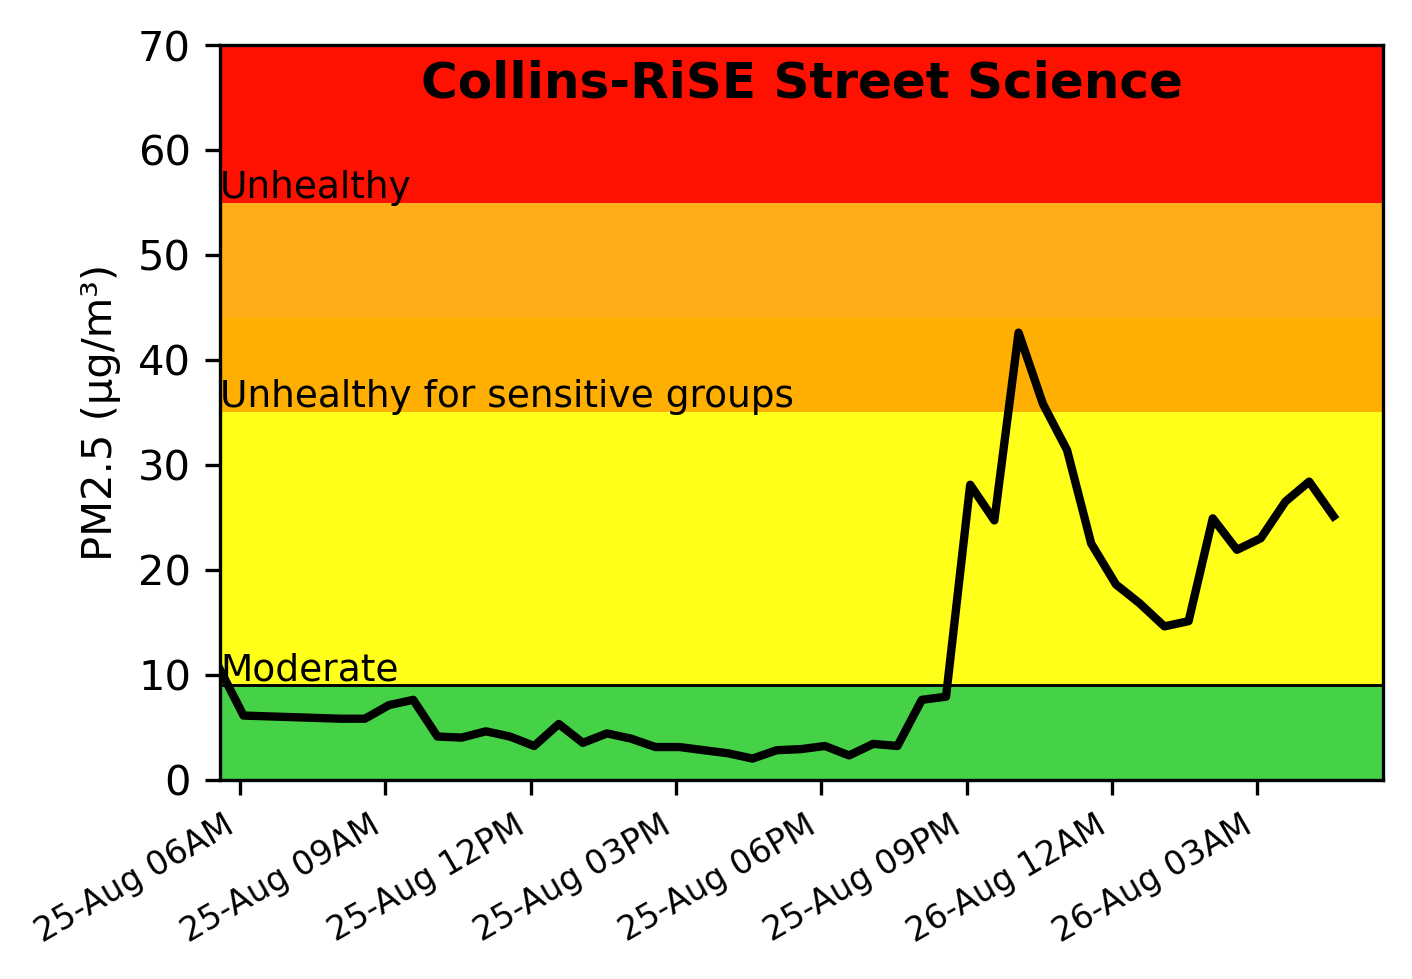 Collins-RiSE Street Science
70
60
50
40
30
20
10
0
PM2.5 (μg/m³)
Unhealthy
Unhealthy for sensitive groups
Moderate
25-Aug 06AM
25-Aug 09AM
25-Aug 12PM
25-Aug 03PM
25-Aug 06PM
25-Aug 09PM
26-Aug 12AM
26-Aug 03AM